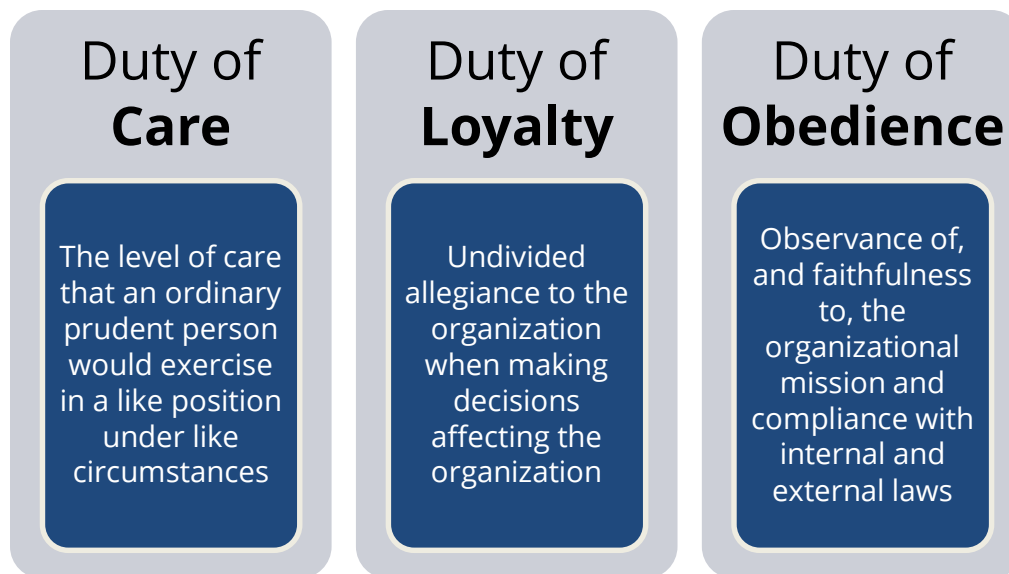 Duty of
Care
The level of care
that an ordinary
prudent person
would exercise
in a like position
under like
circumstances
Duty of
Loyalty
Undivided
allegiance to the
organization
when making
decisions
affecting the
organization
Duty of
Obedience
Observance of,
and faithfulness
to, the
organizational
mission and
compliance with
internal and
external laws